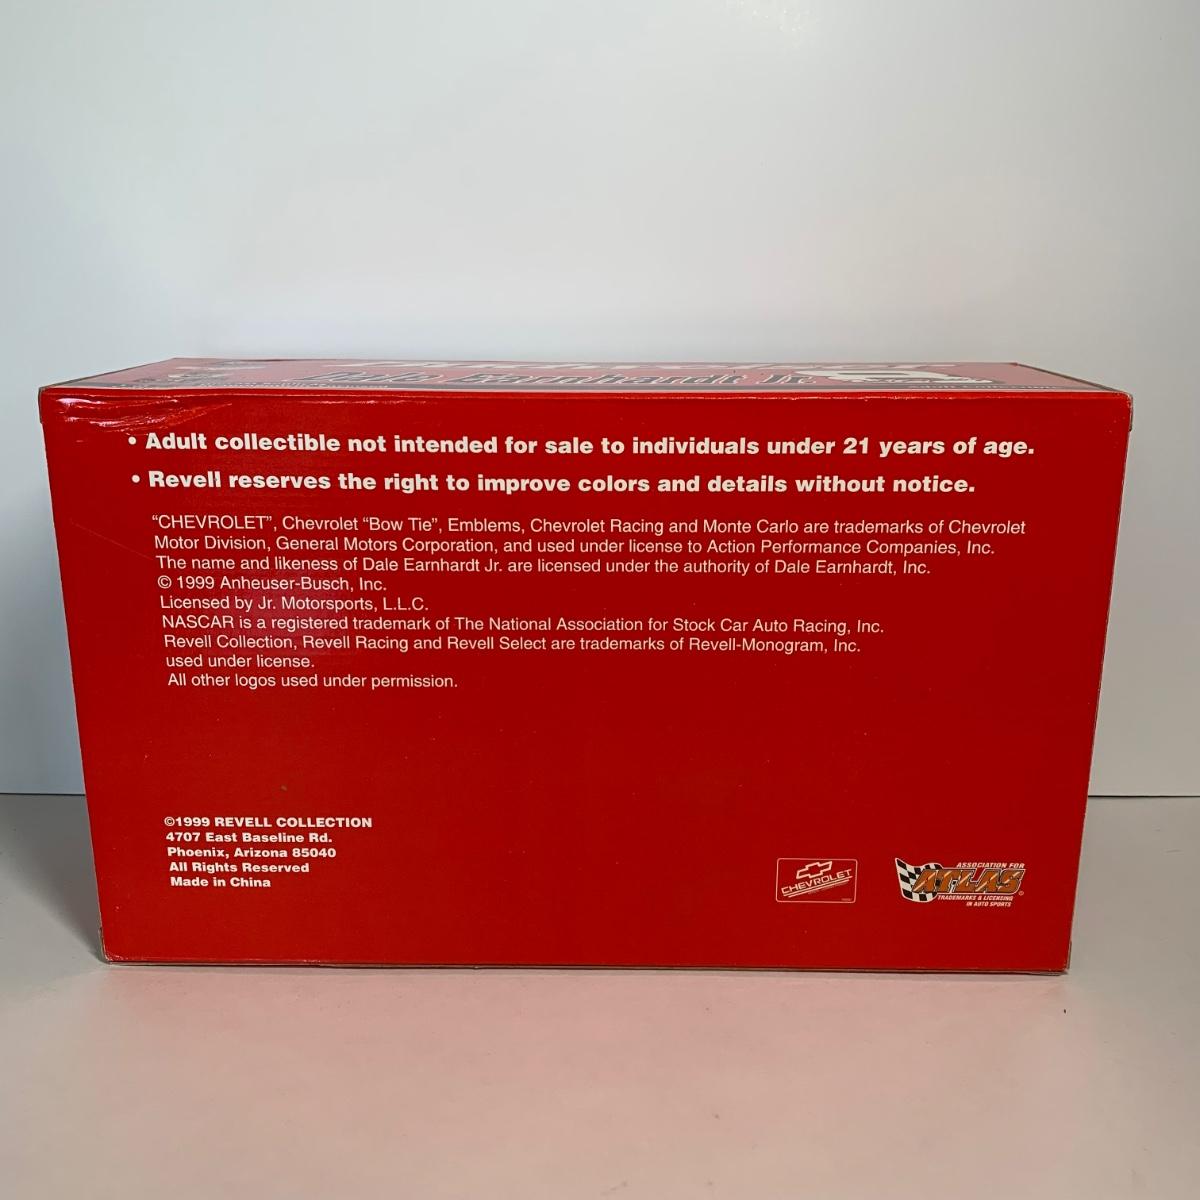 Dale Earnhardt Jr.
• Adult collectible not intended for sale to individuals under 21 years of age.
• Revell reserves the right to improve colors and details without notice.
“CHEVROLET”, Chevrolet “Bow Tie”, Emblems, Chevrolet Racing and Monte Carlo are trademarks of Chevrolet
Motor Division, General Motors Corporation, and used under license to Action Performance Companies, Inc.
The name and likeness of Dale Earnhardt Jr. are licensed under the authority of Dale Earnhardt, Inc.
© 1999 Anheuser-Busch, Inc.
Licensed by Jr. Motorsports, L.L.C.
NASCAR is a registered trademark of The National Association for Stock Car Auto Racing, Inc.
Revell Collection, Revell Racing and Revell Select are trademarks of Revell-Monogram, Inc.
used under license.
All other logos used under permission.
©1999 REVELL COLLECTION
4707 East Baseline Rd.
Phoenix, Arizona 85040
All Rights Reserved
Made in China
CHEVROLET
ASSOCIATION FOR
ATLAS®
TRADEMARKS & LICENSING
IN AUTO SPORTS